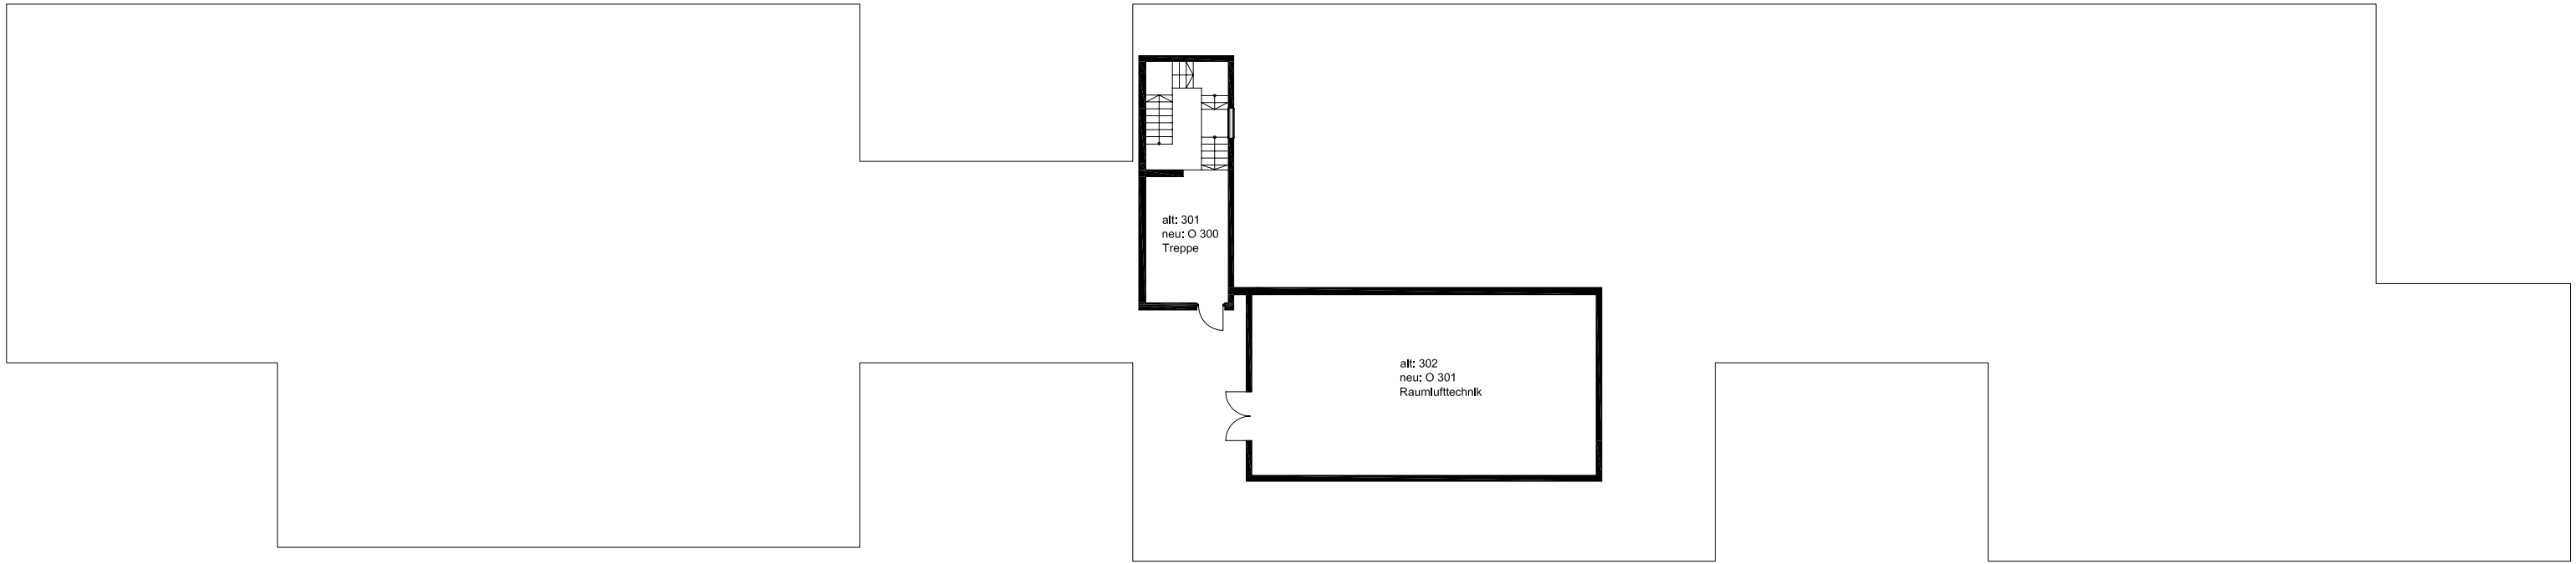 alt: 301
neu: O 300
Treppe
alt: 302
neu: O 301
Raumlufttechnik